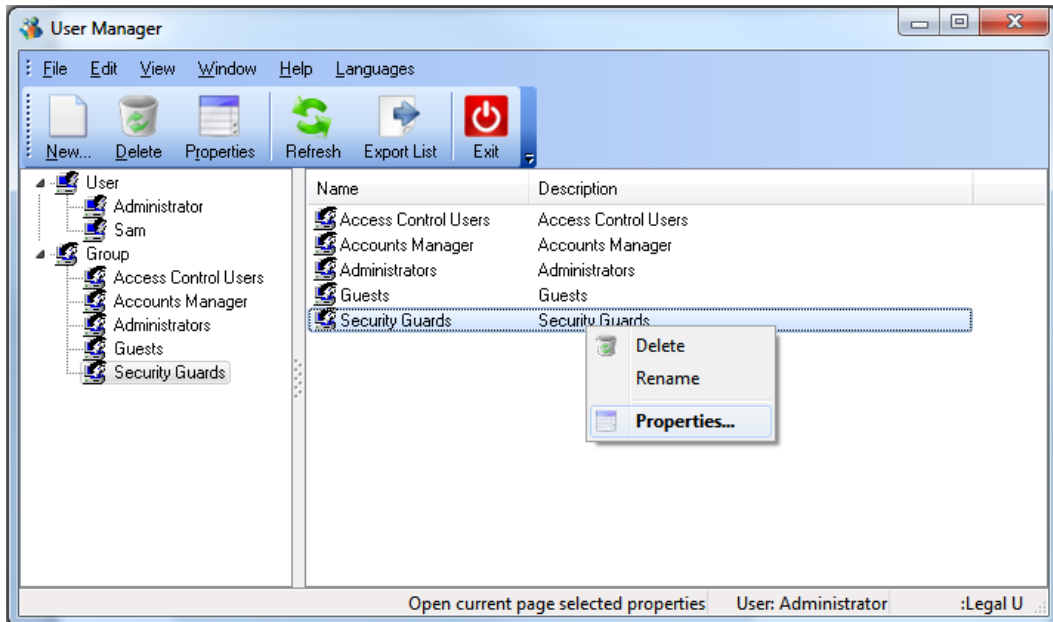 User Manager
File Edit View Window Help Languages
New... Delete Properties Refresh Export List Exit
User
Administrator
Sam
Group
Access Control Users
Accounts Manager
Administrators
Guests
Security Guards
Name Description
Access Control Users Access Control Users
Accounts Manager Accounts Manager
Administrators Administrators
Guests Guests
Security Guards Security Guards
Delete
Rename
Properties...
Open current page selected properties User: Administrator :Legal U